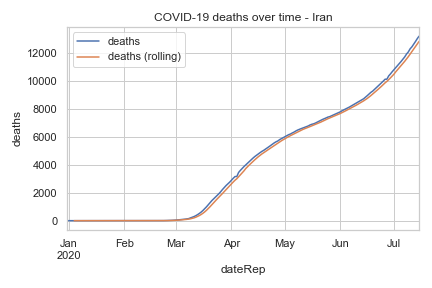 COVID-19 deaths over time - Iran
deaths
deaths (rolling)
12000
10000
8000
6000
4000
2000
0
deaths
Jan Feb Mar Apr May Jun Jul
2020
dateRep